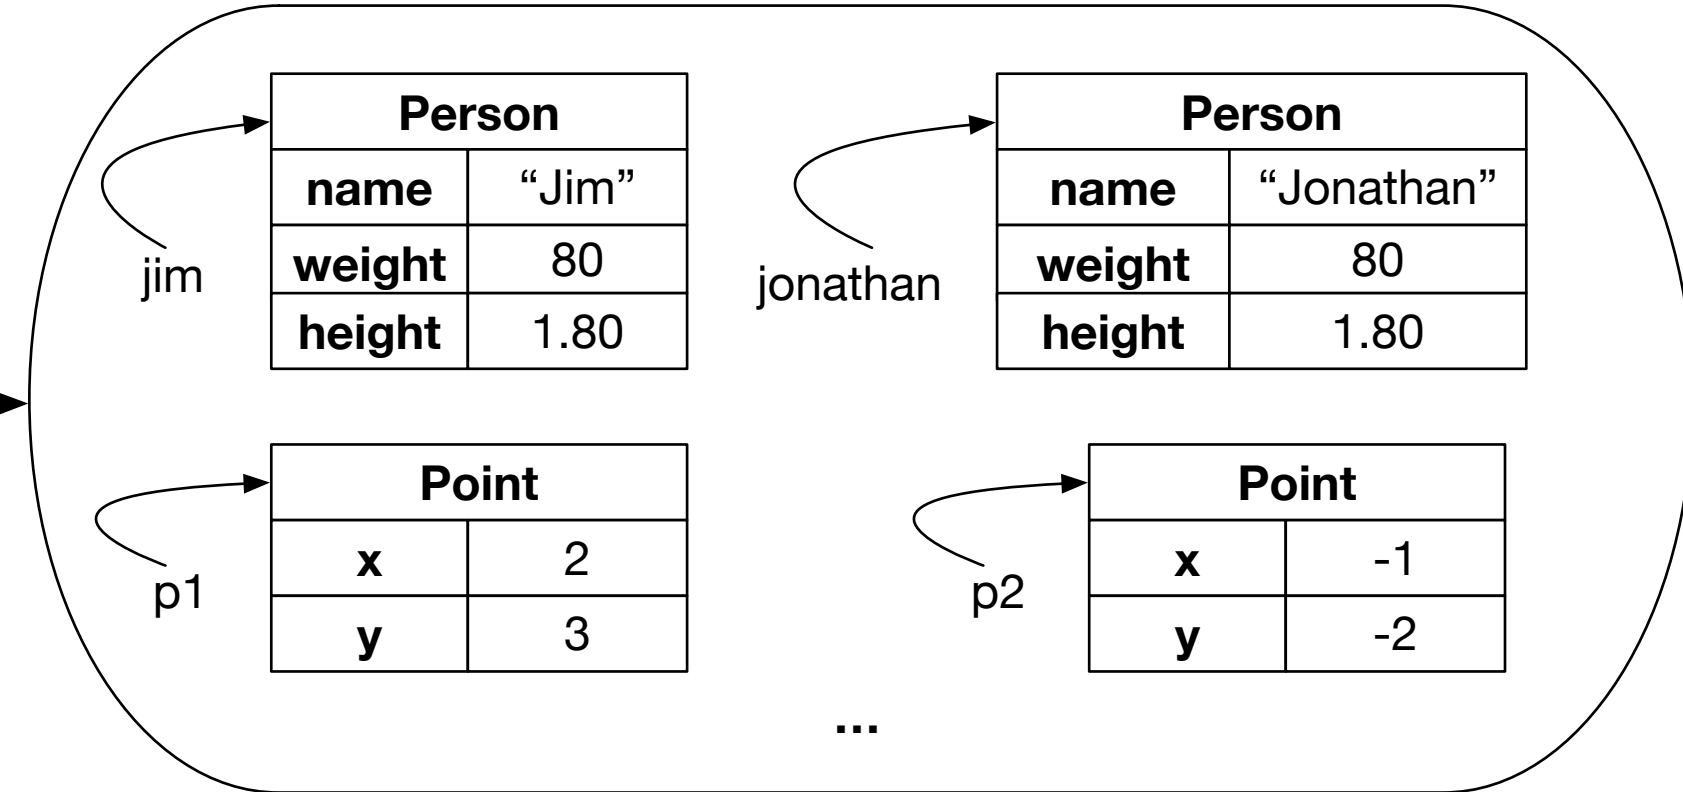 Person
name “Jim”
weight 80
height 1.80
jim
Person
name “Jonathan”
weight 80
height 1.80
jonathan
Point
x 2
y 3
p1
Point
x -1
y -2
p2
...